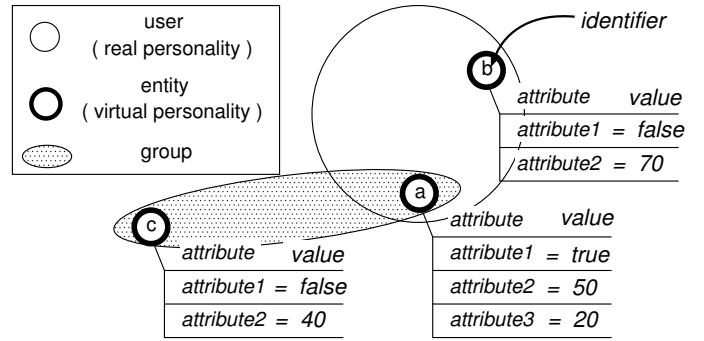 user
( real personality )
entity
( virtual personality )
group
identifier
b
attribute value
attribute1 = false
attribute2 = 70
a
attribute value
attribute1 = true
attribute2 = 50
attribute3 = 20
c
attribute value
attribute1 = false
attribute2 = 40